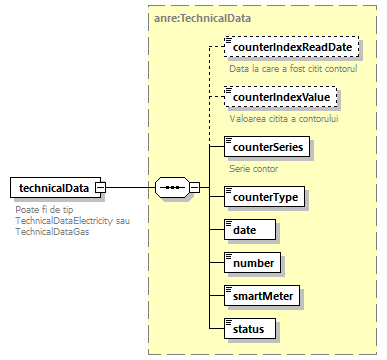 anre:TechnicalData
counterIndexReadDate
Data la care a fost citit contorul
counterIndexValue
Valoarea citita a contorului
counterSeries
Serie contor
technicalData
Poate fi de tip
TechnicalDataElectricity sau
TechnicalDataGas
counterType
date
number
smartMeter
status